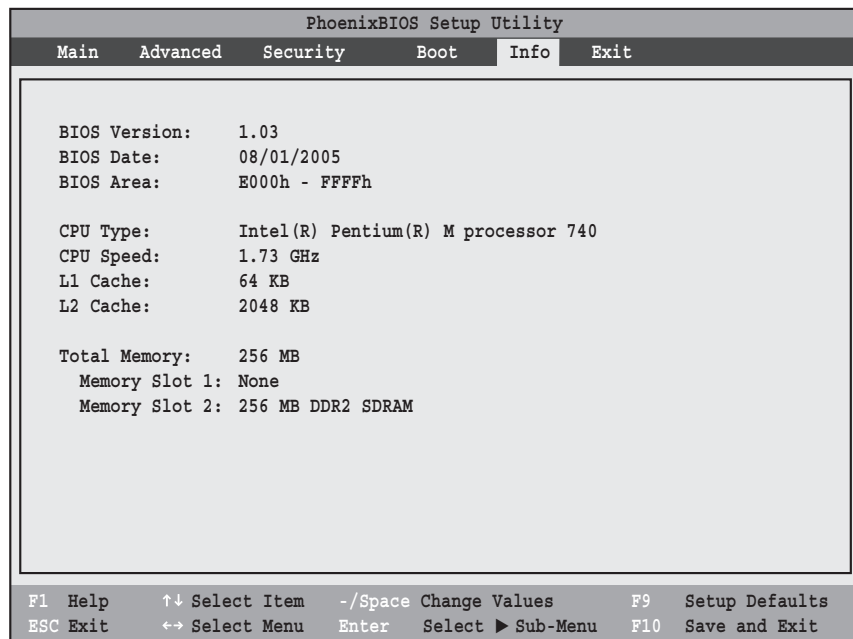 PhoenixBIOS Setup Utility
Main Advanced Security Boot Info Exit
BIOS Version: 1.03
BIOS Date: 08/01/2005
BIOS Area: E000h - FFFFh
CPU Type: Intel(R) Pentium(R) M processor 740
CPU Speed: 1.73 GHz
L1 Cache: 64 KB
L2 Cache: 2048 KB
Total Memory: 256 MB
Memory Slot 1: None
Memory Slot 2: 256 MB DDR2 SDRAM
F1 Help ↑↓ Select Item -/Space Change Values F9 Setup Defaults
ESC Exit ←→ Select Menu Enter Select ▶ Sub-Menu F10 Save and Exit